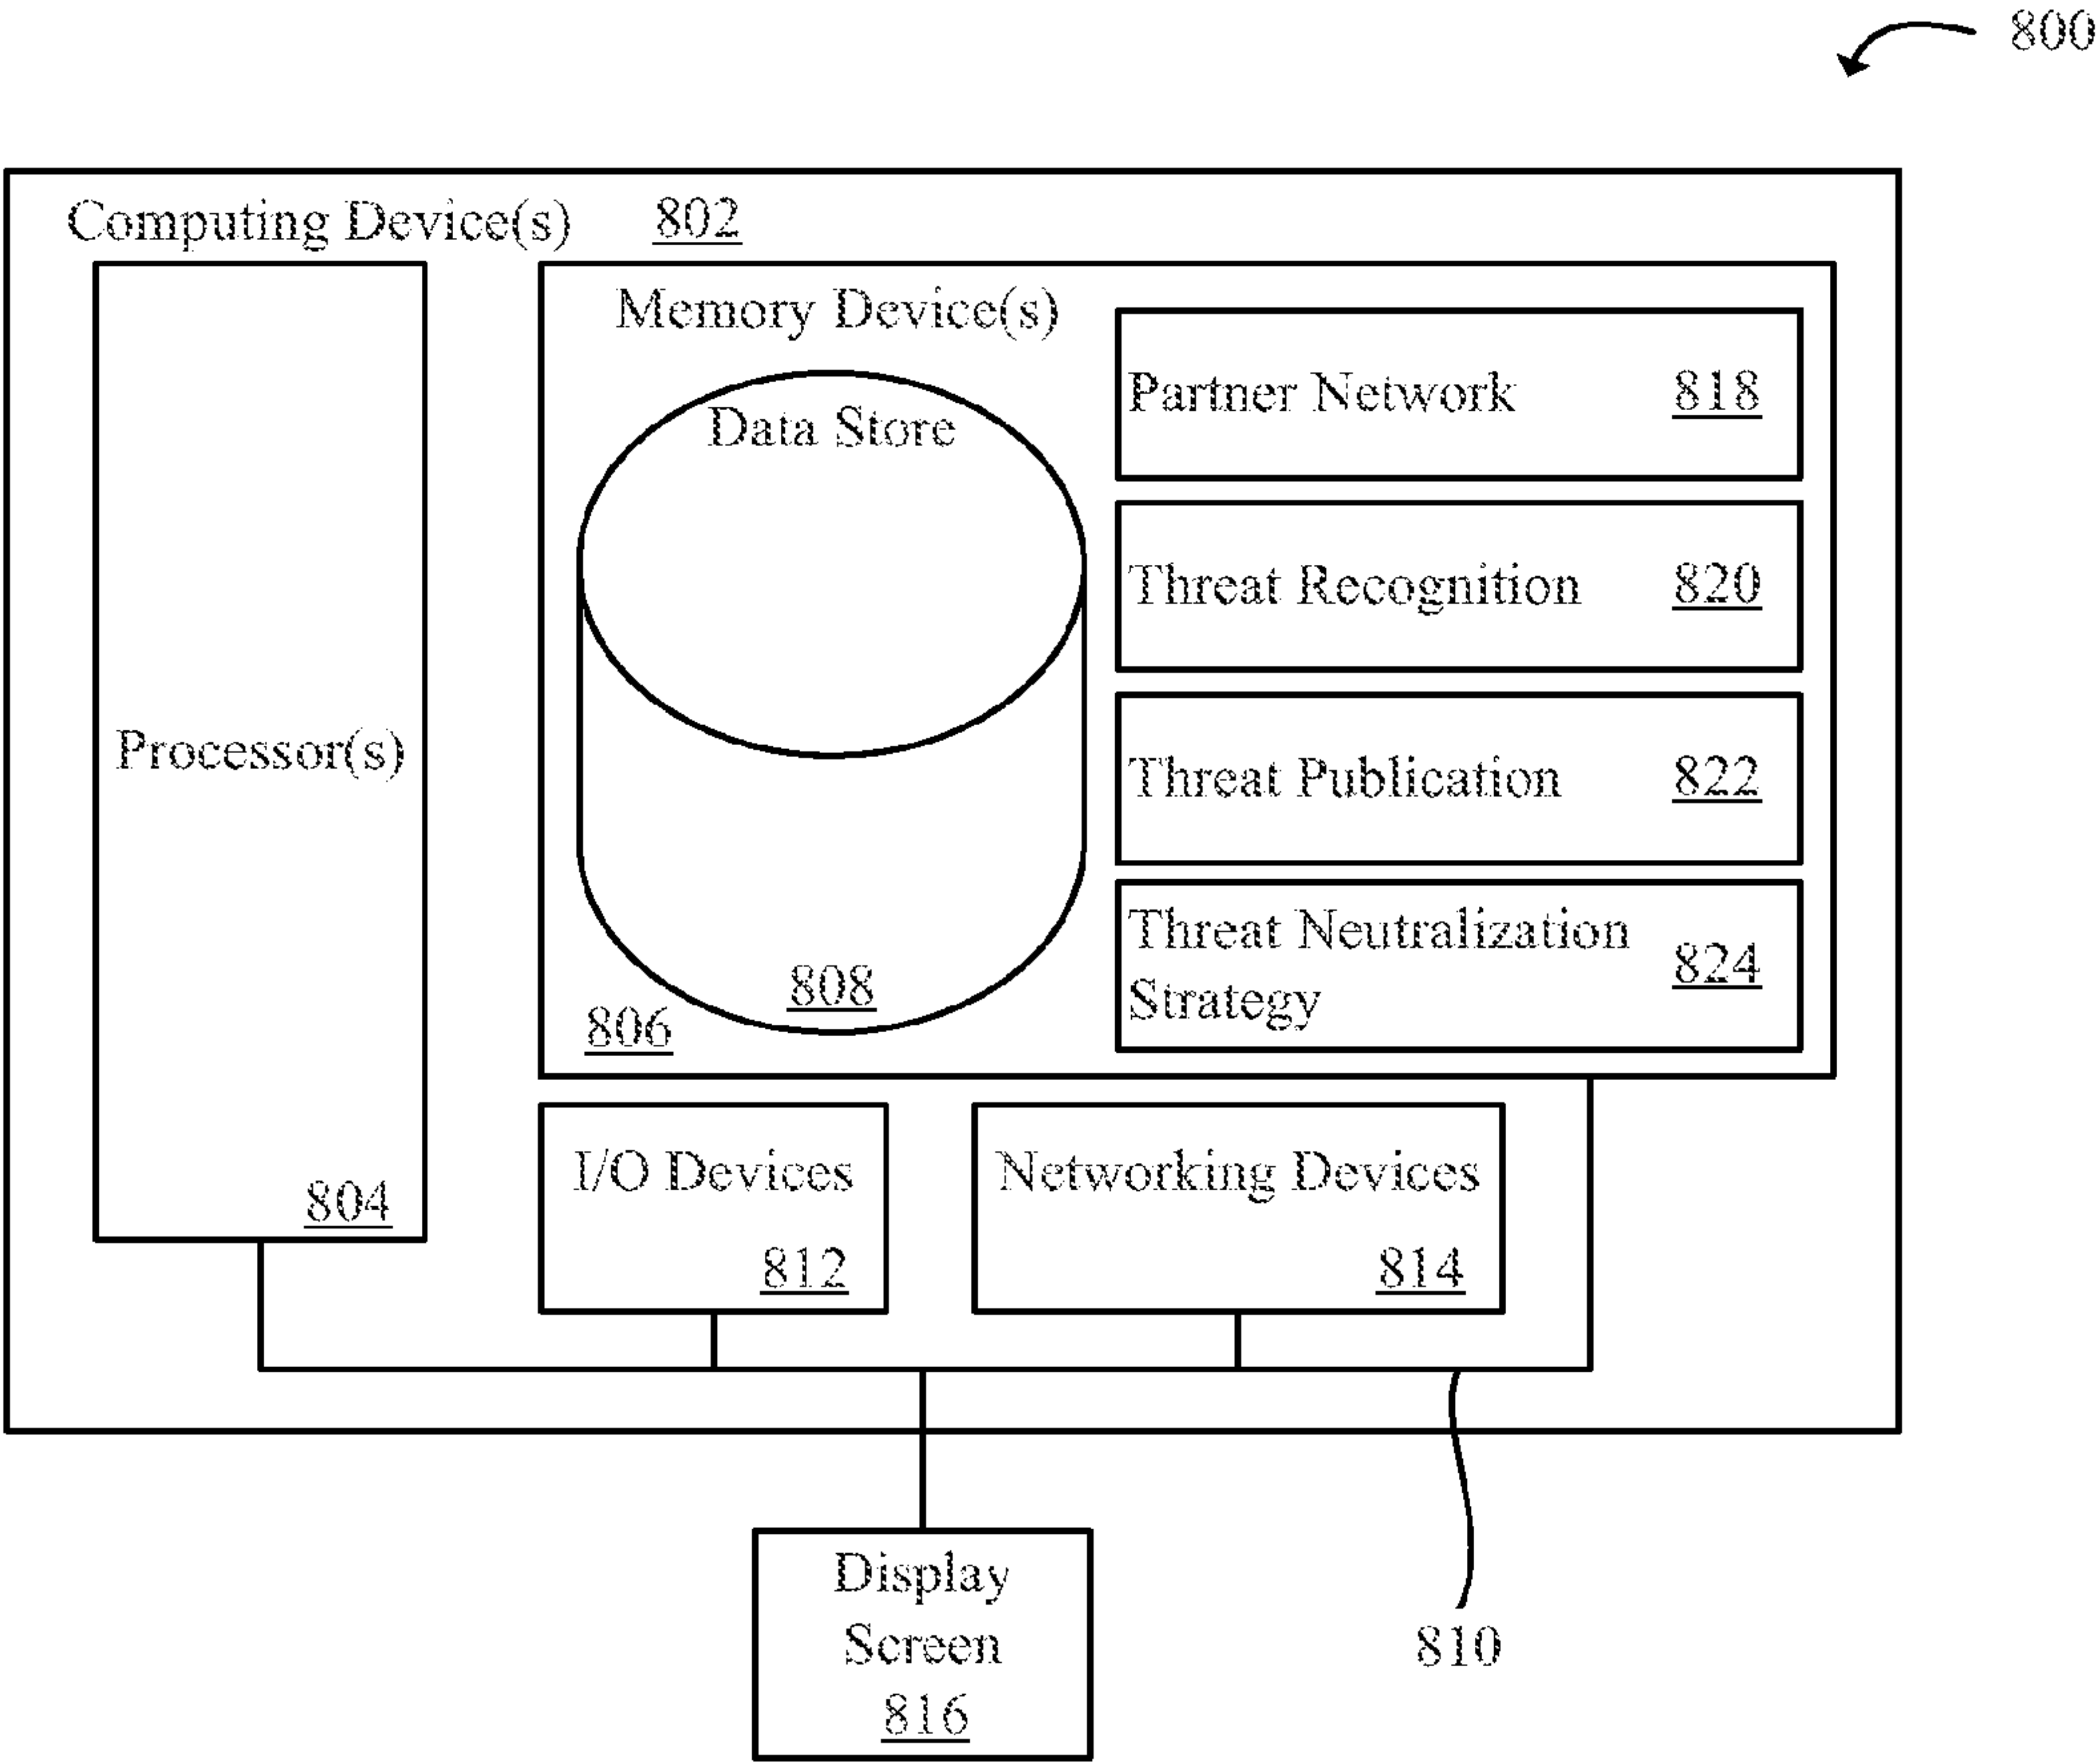 800
Computing Device(s) 802
Memory Device(s)
Data Store
Partner Network 818
Threat Recognition 820
Threat Publication 822
Threat Neutralization
Strategy
824
Processor(s)
808
806
804
I/O Devices
812
Networking Devices
814
Display
Screen
816
810